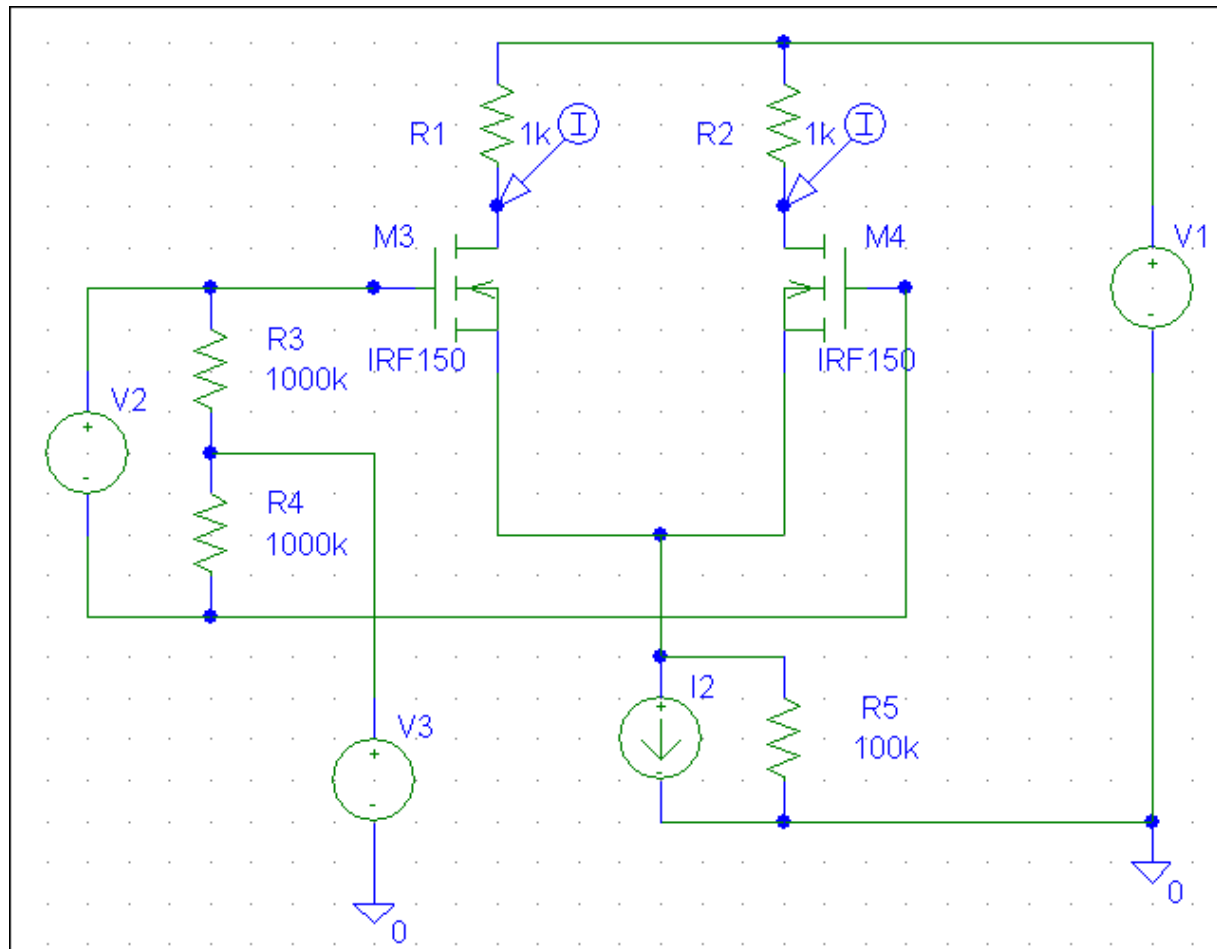 R1
1k
I
R2
1k
I
M3
M4
V1
+
-
IRF150
IRF150
R3
1000k
V2
+
-
R4
1000k
V3
+
-
I2
+
-
R5
100k
0
0